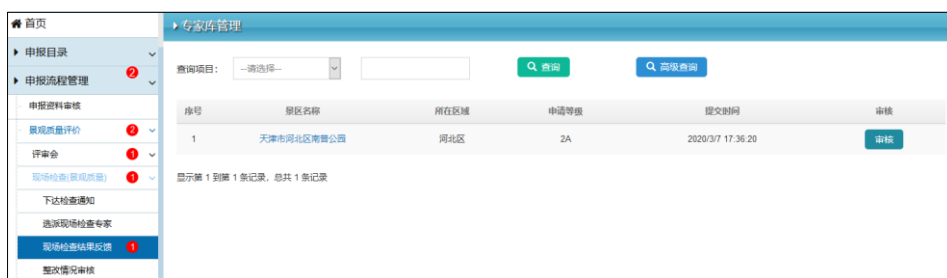 首页
专家库管理
申报目录
申报流程管理 2
查询项目： --请选择-- 查询 高级查询
申报资料审核
景观质量评价 2
评审会 1
现场检查(景观质量) 1
下达检查通知
选派现场检查专家
现场检查结果反馈 1
整改情况审核
序号 景区名称 所在区域 申请等级 提交时间 审核
1 天津市河北区南普公园 河北区 2A 2020/3/7 17:36:20 审核
显示第 1 到第 1 条记录，总共 1 条记录